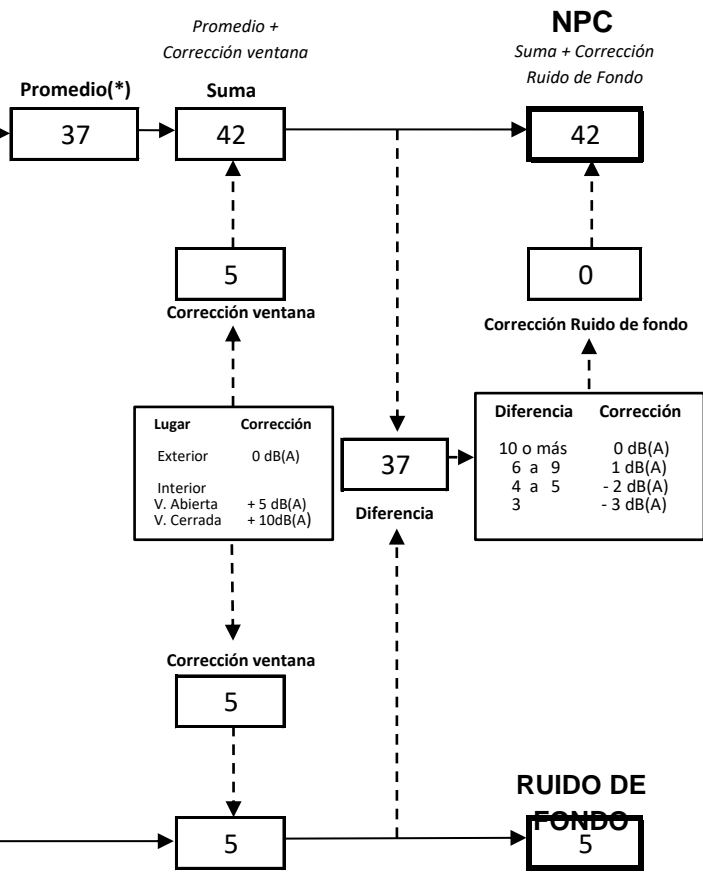 Promedio +
Corrección ventana
NPC
Suma + Corrección
Ruido de Fondo
Promedio(*)
Suma
37
42
42
5
0
Corrección ventana
Corrección Ruido de fondo
Lugar Corrección
Exterior 0 dB(A)
Interior
V. Abierta + 5 dB(A)
V. Cerrada + 10dB(A)
37
Diferencia
Diferencia Corrección
10 o más 0 dB(A)
6 a 9 1 dB(A)
4 a 5 - 2 dB(A)
3 - 3 dB(A)
Corrección ventana
5
RUIDO DE
FONDO
5
5